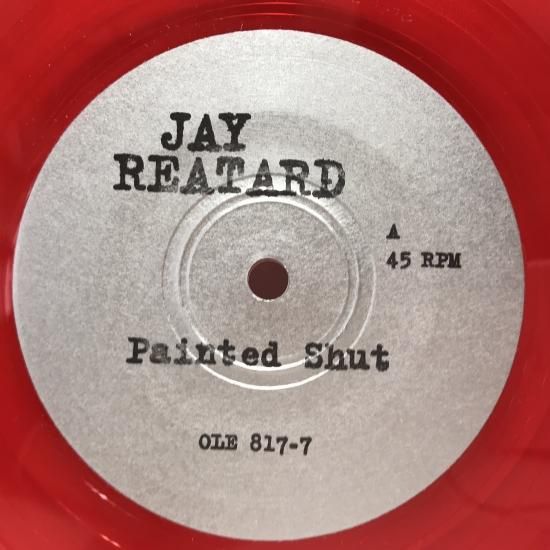 JAY
REATARD
A
45 RPM
Painted Shut
OLE 817-7